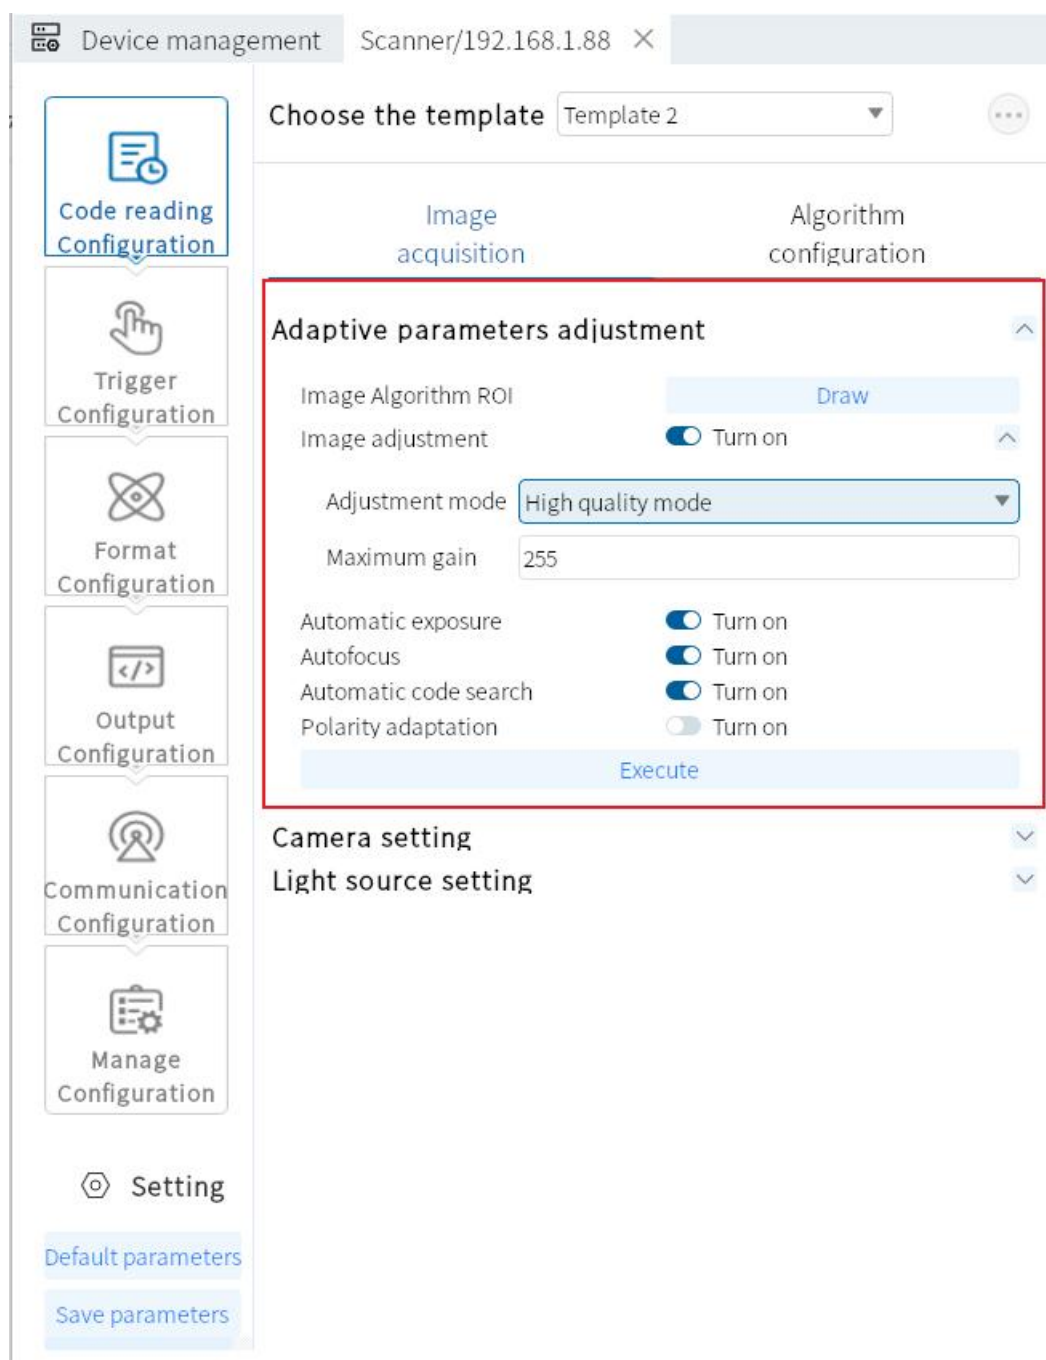 Device management
Scanner/192.168.1.88
Code reading
Configuration
Trigger
Configuration
Format
Configuration
Output
Configuration
Communication
Configuration
Manage
Configuration
Setting
Default parameters
Save parameters
Choose the template
Template 2
Image
acquisition
Algorithm
configuration
Adaptive parameters adjustment
Image Algorithm ROI
Draw
Image adjustment
Turn on
Adjustment mode
High quality mode
Maximum gain
255
Automatic exposure
Turn on
Autofocus
Turn on
Automatic code search
Turn on
Polarity adaptation
Turn on
Execute
Camera setting
Light source setting